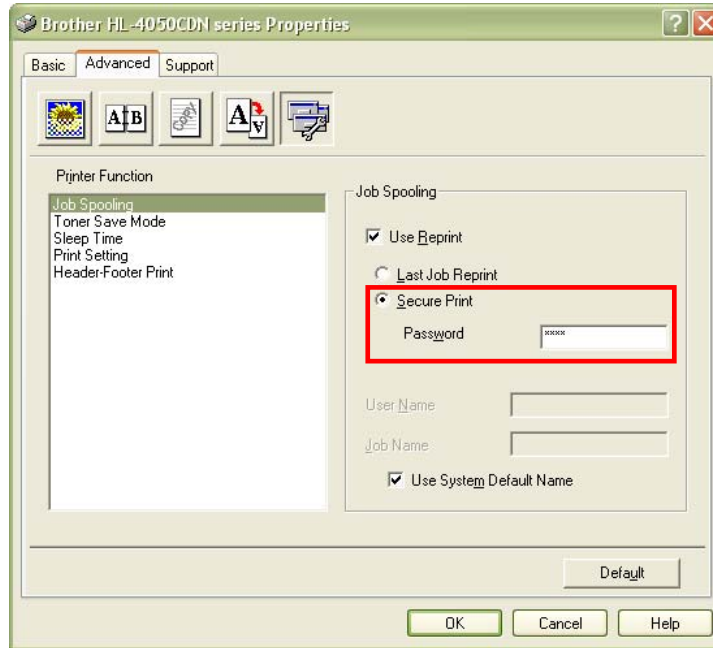 Brother HL-4050CDN series Properties
Basic Advanced Support
A B A A
Printer Function
Job Spooling
Toner Save Mode
Sleep Time
Print Setting
Header-Footer Print
Job Spooling
Use Reprint
Last Job Reprint
Secure Print
Password ****
User Name
Job Name
Use System Default Name
Default
OK Cancel Help